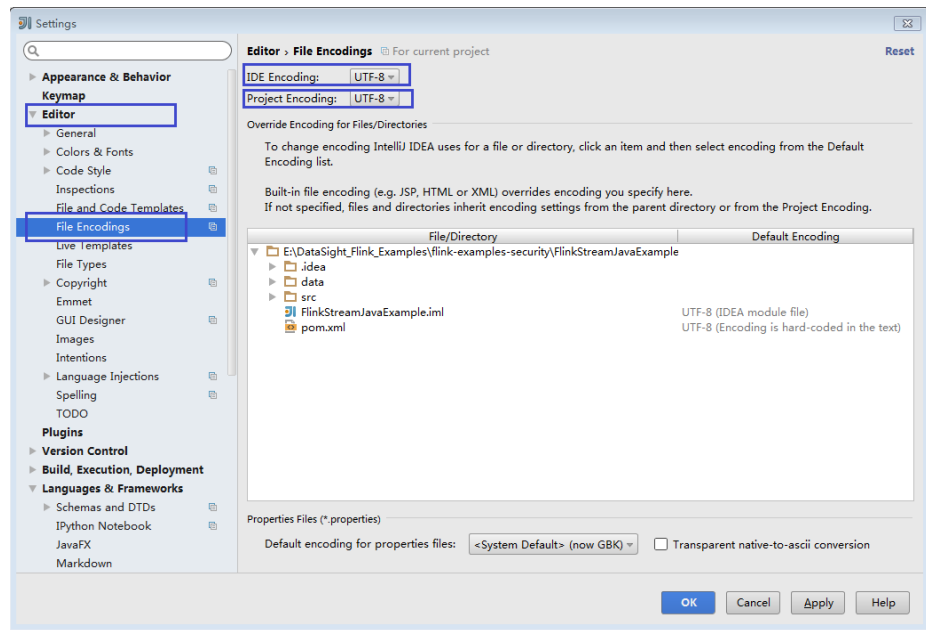 Settings
Editor › File Encodings For current project Reset
Appearance & Behavior
Keymap
Editor
General
Colors & Fonts
Code Style
Inspections
File and Code Templates
File Encodings
Live Templates
File Types
Copyright
Emmet
GUI Designer
Images
Intentions
Language Injections
Spelling
TODO
Plugins
Version Control
Build, Execution, Deployment
Languages & Frameworks
Schemas and DTDs
IPython Notebook
JavaFX
Markdown
IDE Encoding: UTF-8
Project Encoding: UTF-8
Override Encoding for Files/Directories
To change encoding IntelliJ IDEA uses for a file or directory, click an item and then select encoding from the Default
Encoding list.
Built-in file encoding (e.g. JSP, HTML or XML) overrides encoding you specify here.
If not specified, files and directories inherit encoding settings from the parent directory or from the Project Encoding.
File/Directory Default Encoding
E:\DataSight_Flink_Examples\flink-examples-security\FlinkStreamJavaExample
.idea
data
src
FlinkStreamJavaExample.iml UTF-8 (IDEA module file)
pom.xml UTF-8 (Encoding is hard-coded in the text)
Properties Files (*.properties)
Default encoding for properties files: <System Default> (now GBK) Transparent native-to-ascii conversion
OK Cancel Apply Help